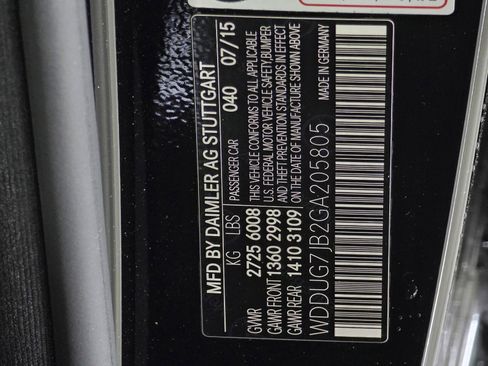 MFD BY DAIMLER AG STUTTGART
KG LBS PASSENGER CAR 040 07/15
GVWR 2725 6008 THIS VEHICLE CONFORMS TO ALL APPLICABLE
GAWR FRONT 1360 2998 U.S. FEDERAL MOTOR VEHICLE SAFETY, BUMPER
GAWR REAR 1410 3109 AND THEFT PREVENTION STANDARDS IN EFFECT
ON THE DATE OF MANUFACTURE SHOWN ABOVE
MADE IN GERMANY
WDDUG7JB2GA205805